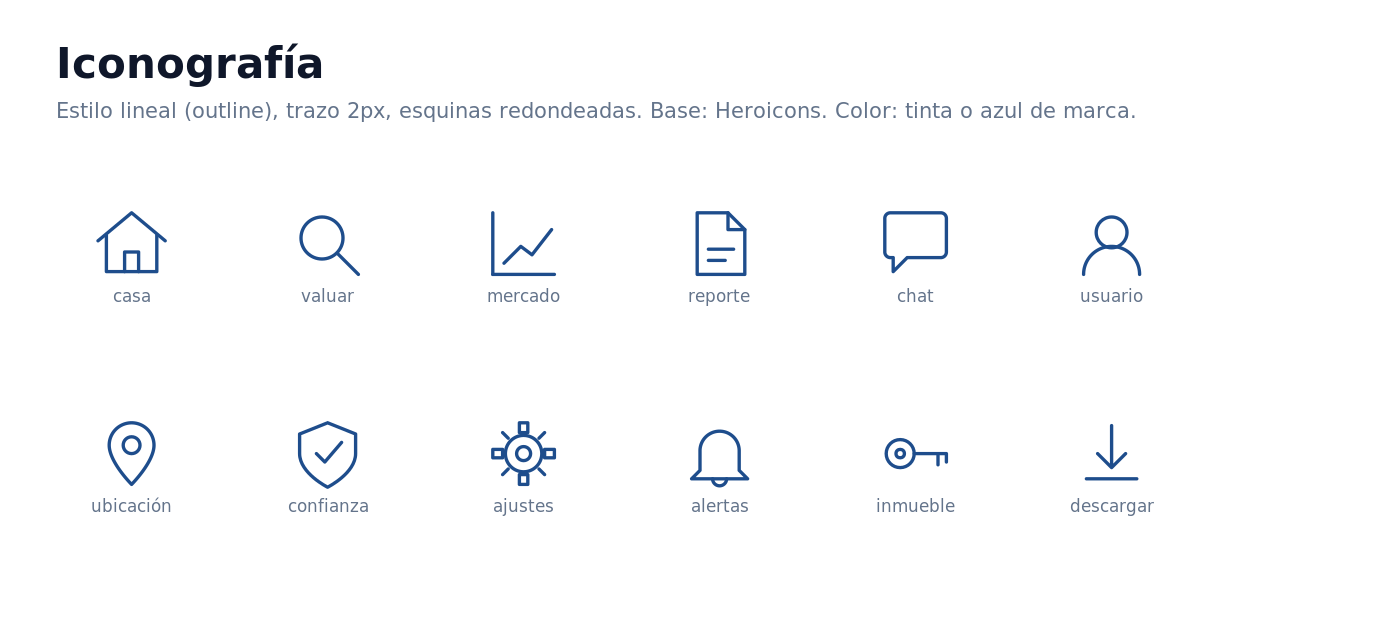 Iconografía
Estilo lineal (outline), trazo 2px, esquinas redondeadas. Base: Heroicons. Color: tinta o azul de marca.
casa valuar mercado reporte chat usuario
ubicación confianza ajustes alertas inmueble descargar